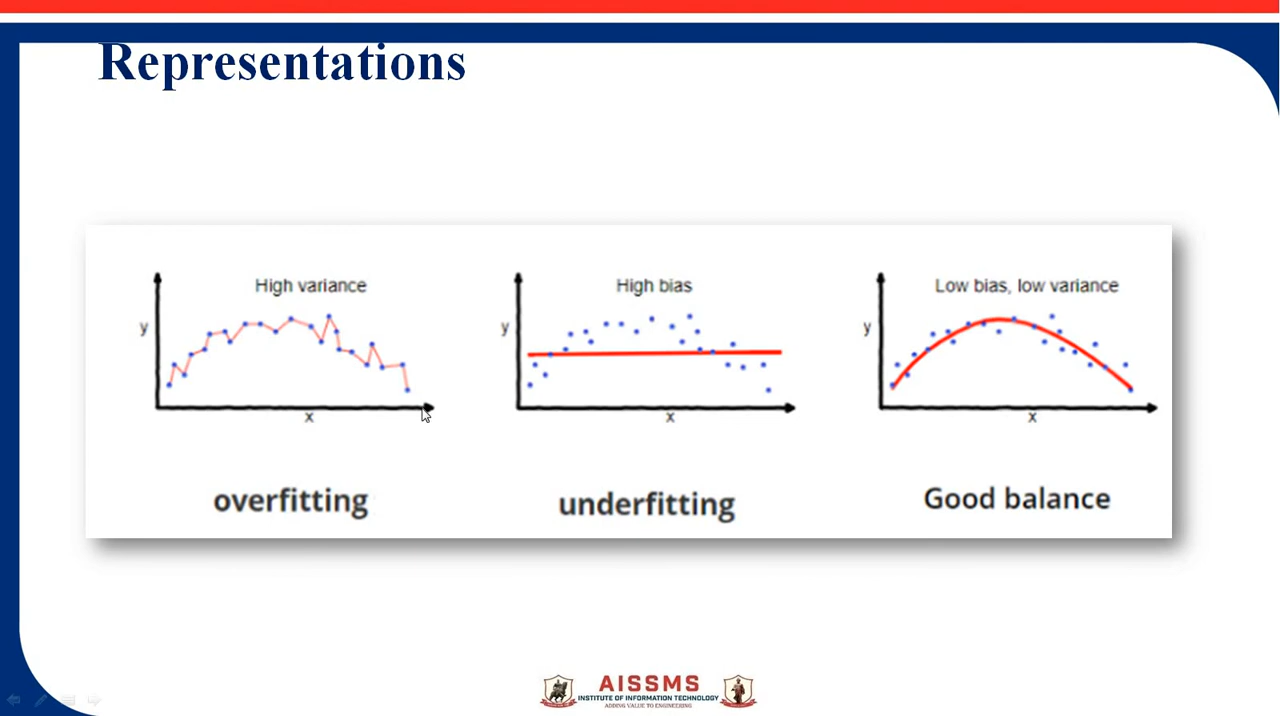 Representations
High variance
y
x
overfitting
High bias
y
x
underfitting
Low bias, low variance
y
x
Good balance
AISSMS
INSTITUTE OF INFORMATION TECHNOLOGY
ADDING VALUE TO ENGINEERING